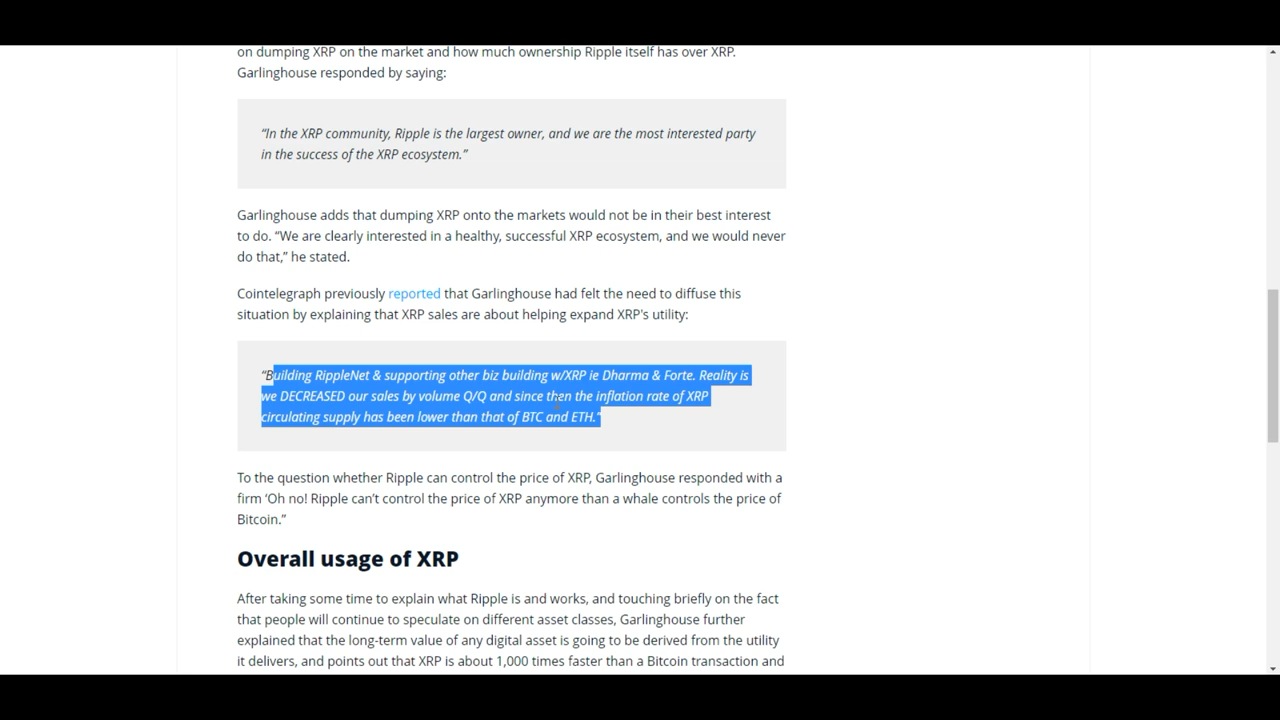 on dumping XRP on the market and how much ownership Ripple itself has over XRP.
Garlinghouse responded by saying:
“In the XRP community, Ripple is the largest owner, and we are the most interested party
in the success of the XRP ecosystem.”
Garlinghouse adds that dumping XRP onto the markets would not be in their best interest
to do. “We are clearly interested in a healthy, successful XRP ecosystem, and we would never
do that,” he stated.
Cointelegraph previously reported that Garlinghouse had felt the need to diffuse this
situation by explaining that XRP sales are about helping expand XRP’s utility:
“Building RippleNet & supporting other biz building w/XRP ie Dharma & Forte. Reality is
we DECREASED our sales by volume Q/Q and since then the inflation rate of XRP
circulating supply has been lower than that of BTC and ETH.”
To the question whether Ripple can control the price of XRP, Garlinghouse responded with a
firm ‘Oh no! Ripple can’t control the price of XRP anymore than a whale controls the price of
Bitcoin.”
Overall usage of XRP
After taking some time to explain what Ripple is and works, and touching briefly on the fact
that people will continue to speculate on different asset classes, Garlinghouse further
explained that the long-term value of any digital asset is going to be derived from the utility
it delivers, and points out that XRP is about 1,000 times faster than a Bitcoin transaction and